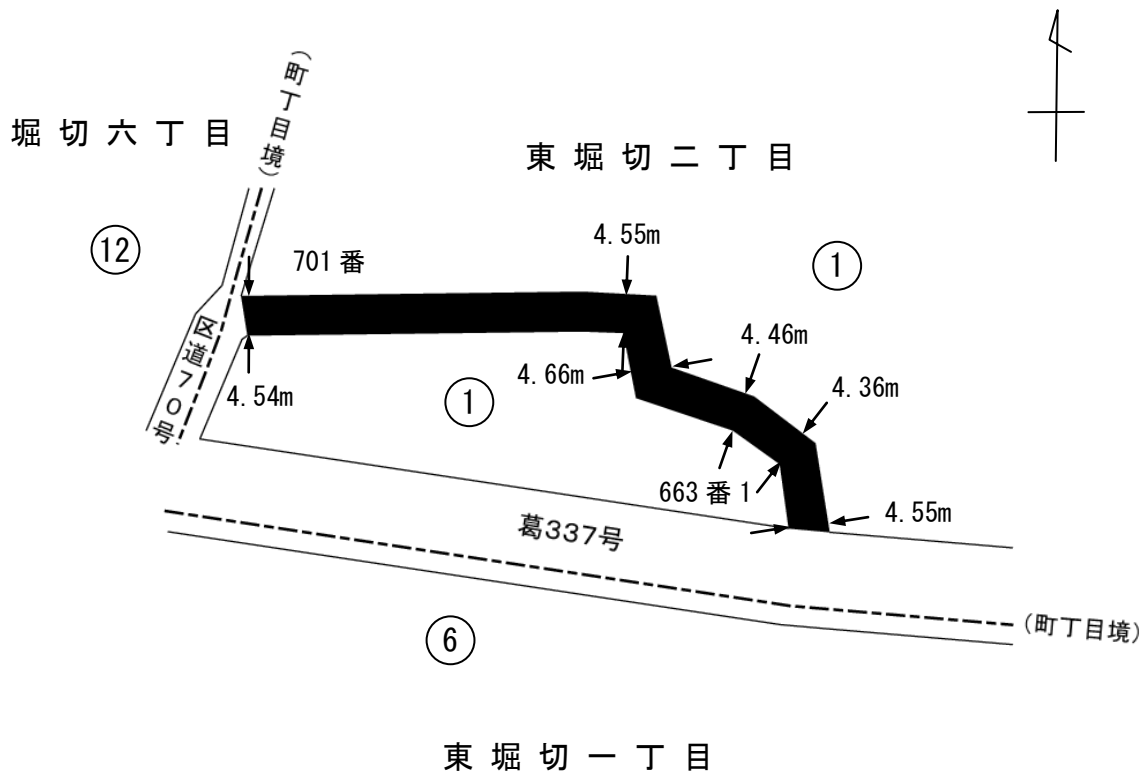 (町丁目境)
堀切六丁目
東堀切二丁目
12
701番
4.55m
1
4.46m
4.66m
4.36m
4.54m
1
区道70号
663番1
4.55m
葛337号
(町丁目境)
6
東堀切一丁目